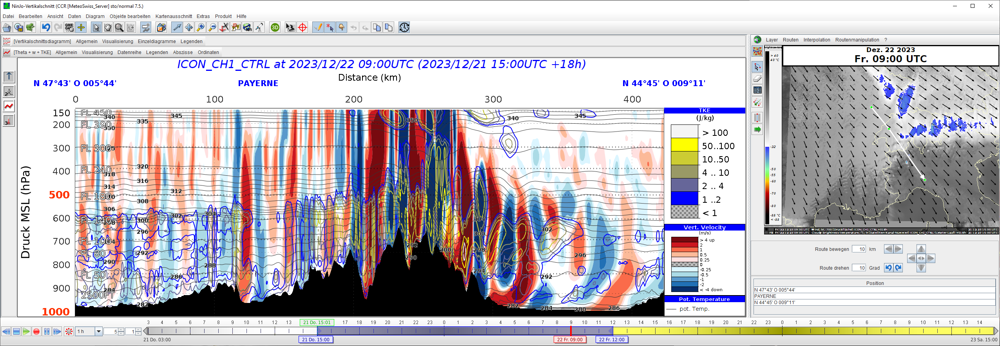 NinJo-Vertikalschnitt (CCR [MeteoSwiss_Server] sto/normal 7.5.)
Datei Bearbeiten Ansicht Daten Diagram Objekte bearbeiten Kartenausschnitt Extras Produkt Hilfe
GME
km
3D
[Vertikalschnittsdiagramm] Allgemein Visualisierung Einzeldiagramme Legenden
[Theta + w + TKE] Allgemein Visualisierung Datenreihe Legenden Abszisse Ordinaten
ICON_CH1_CTRL at 2023/12/22 09:00UTC (2023/12/21 15:00UTC +18h)
Distance (km)
N 47°43' O 005°44' PAYERNE N 44°45' O 009°11'
0 100 200 300 400
Druck MSL (hPa)
150 FL 450
200 FL 390
300 FL 300
400 FL 240
500 FL 180
600 FL 140
700 FL 100
FL 80
800
FL 50
900 2500FT
1000
340 335 345 350 340 345
330
325
320
318
316
314
312
310
308
306
304 304
302 302
300 300 300
298 298
296 296
294 294
292 292 292
290 290
288
286 286
284 284
282 282
280
TKE
(J/kg)
> 100
50..100
10..50
4 .. 10
2 .. 4
1 ..2
< 1
Vert. Velocity
(m/s)
> 4 up
2
1
0.5
0.25
0
-0.25
-0.5
-1
-2
< -4 down
Pot. Temperature
pot. Temp.
Layer Routen Interpolation Routenmanipulation ?
Dez. 22 2023
Fr. 09:00 UTC
> 40
40 °C
-32
-50
-55
-60
-70
-80
-88 °C
< -88
Fr. 22.12.23 09:00 UTC Wind, kt, 700 [Druckfläche] ICON_CH1_CTRL+018h 21.12.23 15:00 UTC
Fr. 22.12.23 09:00 UTC Cloudy brightness temperature, °C, 9 [Satelliten-Kanal-Nummer] ICON_CH1_CTRL (Letzter Lauf) +018h 21.12.23 15:00 UTC
Route bewegen 10 km
Route drehen 10 Grad
Position
N 47°43' O 005°44'
PAYERNE
N 44°45' O 009°11'
3 4 5 6 7 8 9 10 11 12 13 21 Do. 15:01 17 18 19 20 21 22 23 0 1 2 3 4 5 6 7 8 9 10 11 12 13 14 15 16 17 18 19 20 21 22 23 0 1 2 3 4 5 6 7 8 9 10 11 12 13 14
1 h 5 1
21 Do. 03:00 21 Do. 15:00 22 Fr. 09:00 22 Fr. 12:00 23 Sa. 15:00